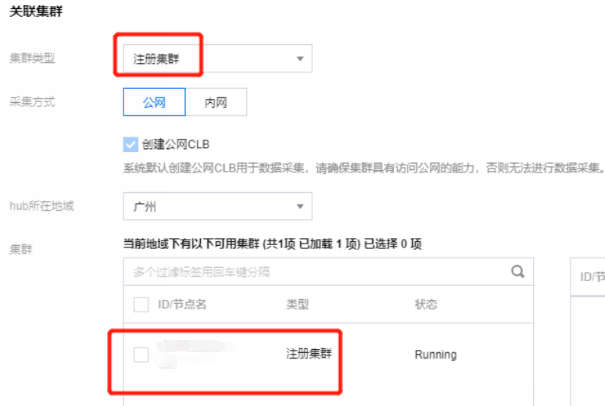 关联集群
集群类型 注册集群
采集方式 公网 内网
创建公网CLB
系统默认创建公网CLB用于数据采集，请确保集群具有访问公网的能力，否则无法进行数据采集。
hub所在地域 广州
集群 当前地域下有以下可用集群 (共1项 已加载 1 项) 已选择 0 项
多个过滤标签用回车键分隔
ID/节点名 类型 状态
注册集群 Running